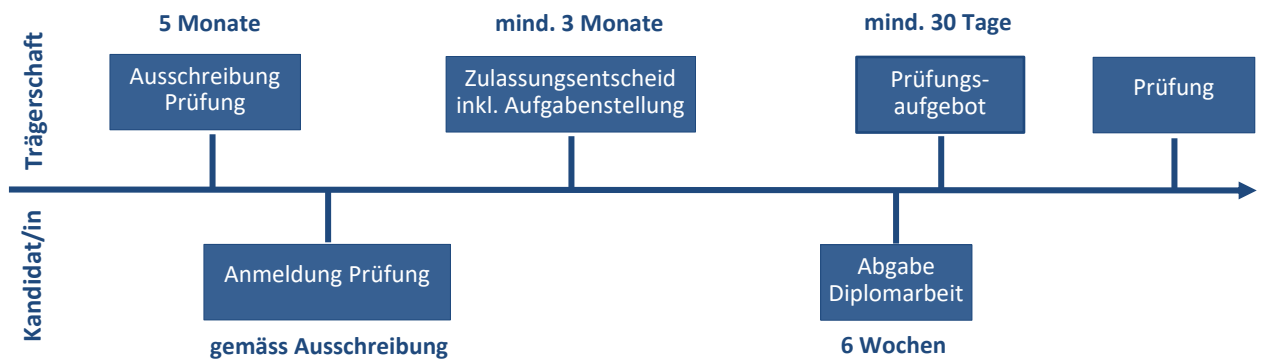 5 Monate
mind. 3 Monate
mind. 30 Tage
Trägerschaft
Ausschreibung
Prüfung
Zulassungsentscheid
inkl. Aufgabenstellung
Prüfungs-
aufgebot
Prüfung
Kandidat/in
Anmeldung Prüfung
Abgabe
Diplomarbeit
gemäss Ausschreibung
6 Wochen